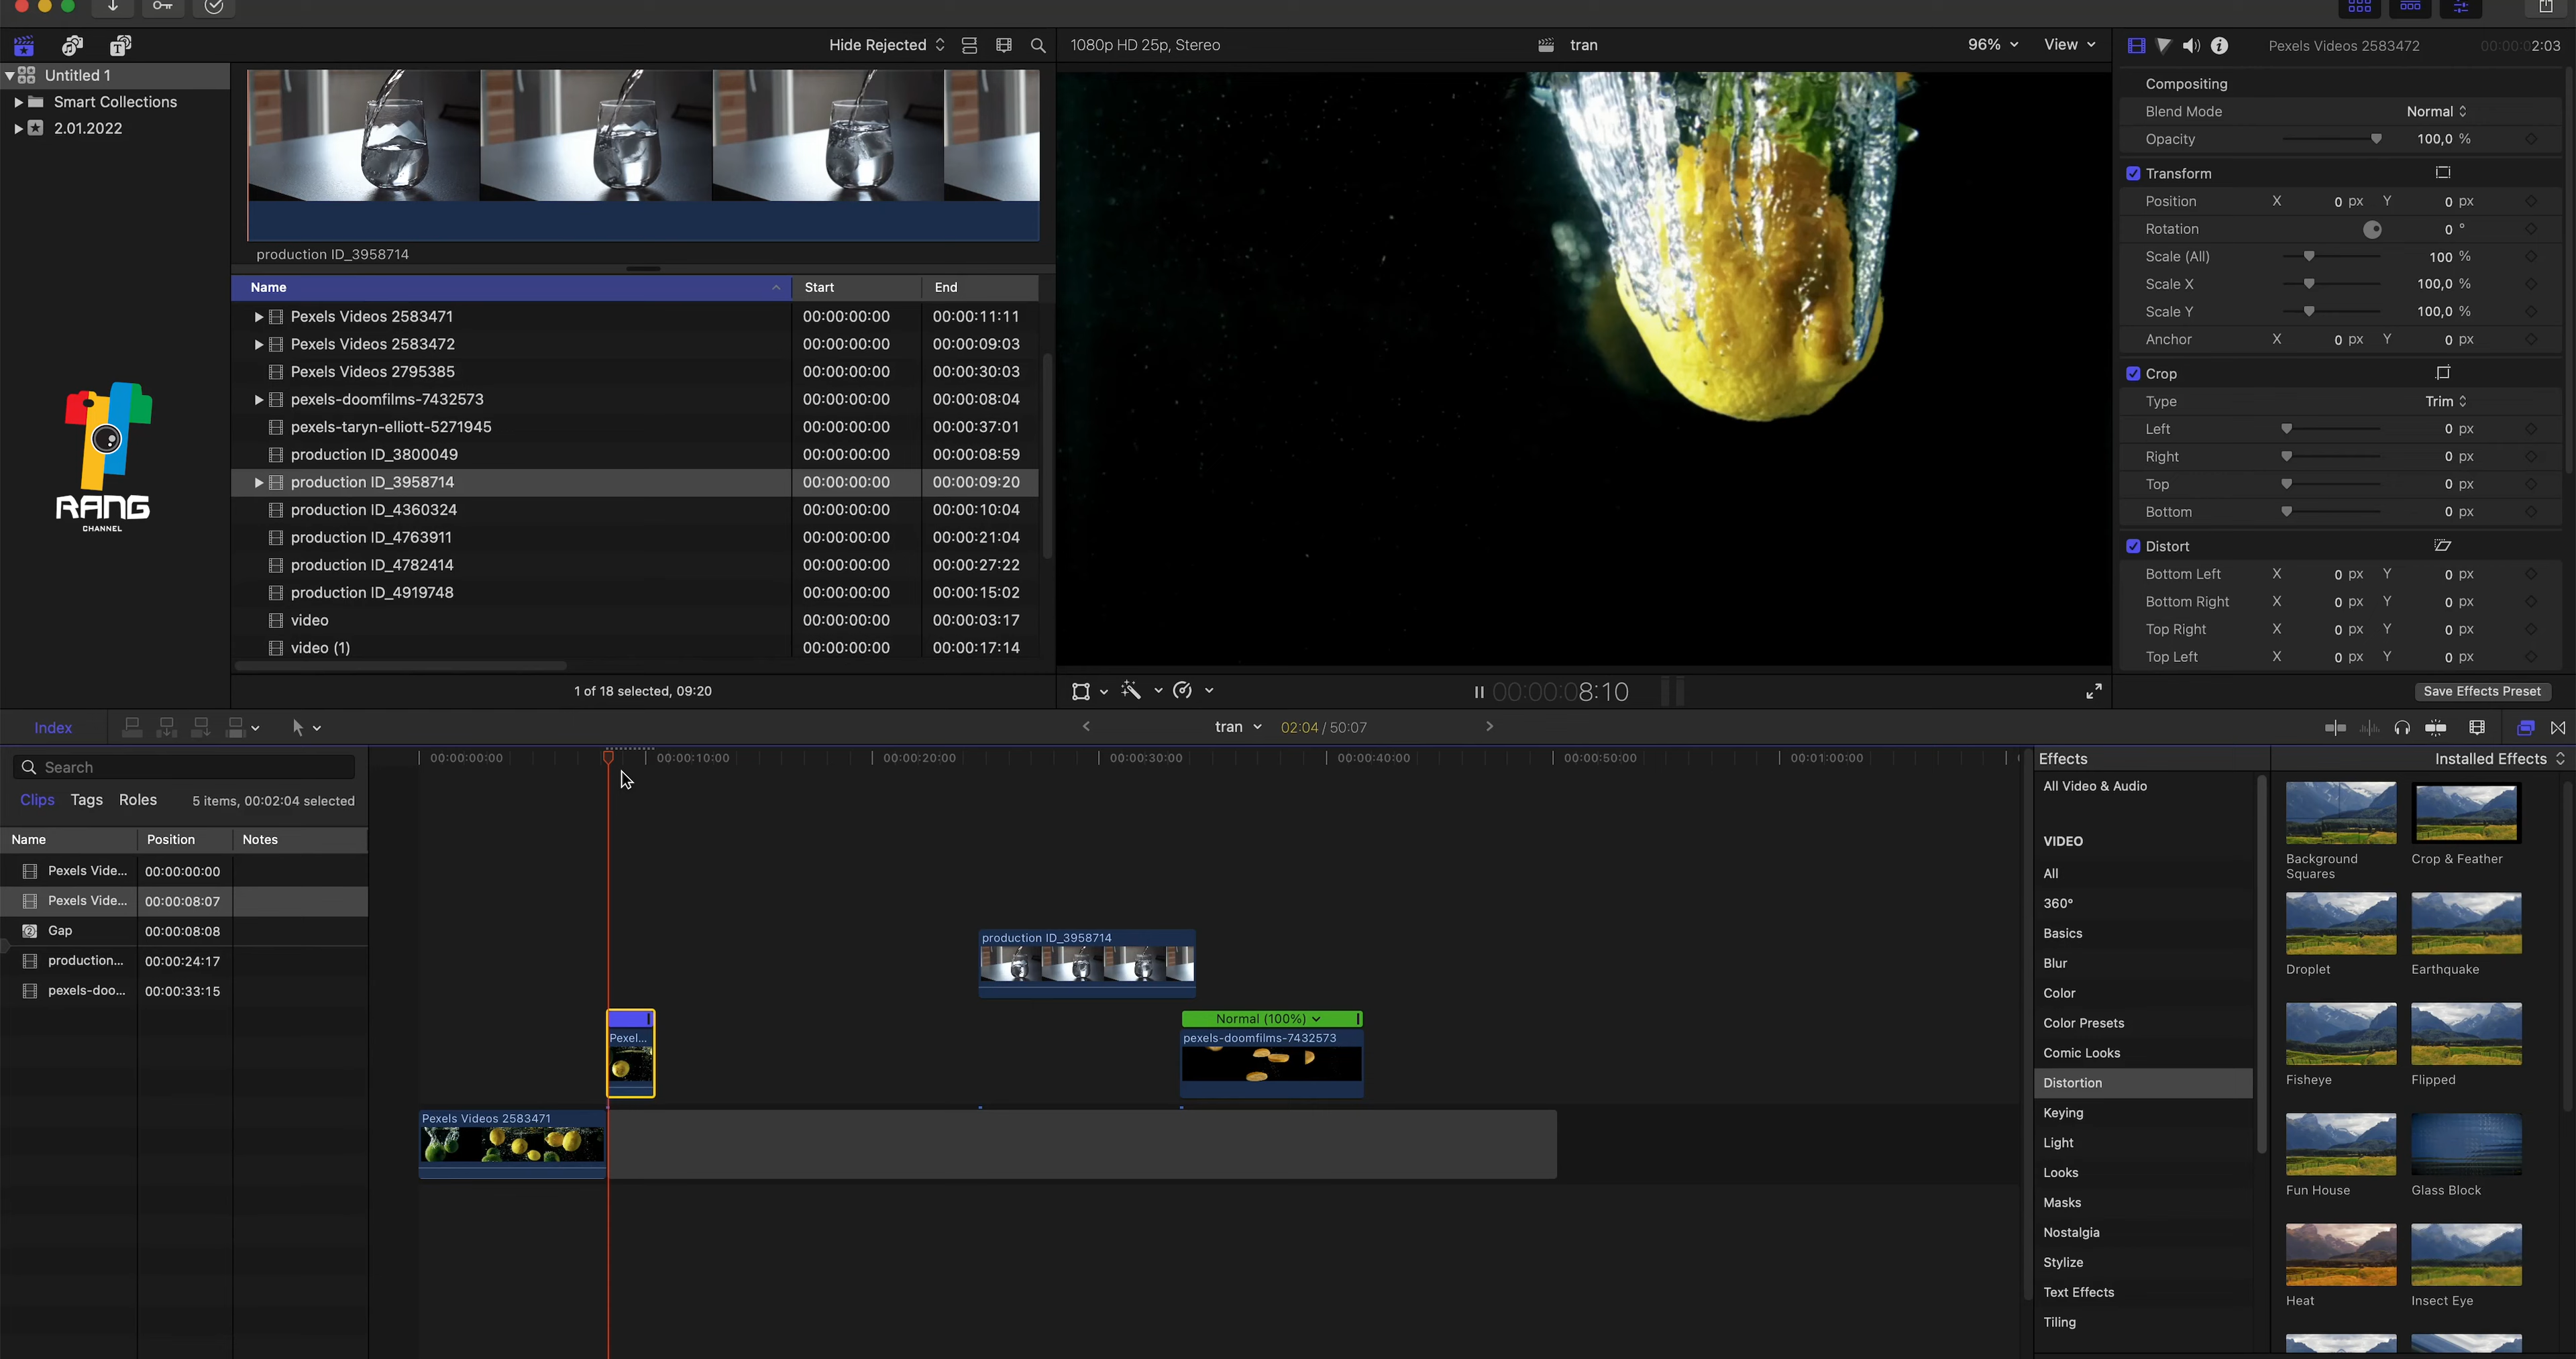 Hide Rejected
1080p HD 25p, Stereo
tran
96%
View
Pexels Videos 2583472
00:00:02:03
Untitled 1
Smart Collections
2.01.2022
RANG
CHANNEL
production ID_3958714
Name Start End
Pexels Videos 2583471 00:00:00:00 00:00:11:11
Pexels Videos 2583472 00:00:00:00 00:00:09:03
Pexels Videos 2795385 00:00:00:00 00:00:30:03
pexels-doomfilms-7432573 00:00:00:00 00:00:08:04
pexels-taryn-elliott-5271945 00:00:00:00 00:00:37:01
production ID_3800049 00:00:00:00 00:00:08:59
production ID_3958714 00:00:00:00 00:00:09:20
production ID_4360324 00:00:00:00 00:00:10:04
production ID_4763911 00:00:00:00 00:00:21:04
production ID_4782414 00:00:00:00 00:00:27:22
production ID_4919748 00:00:00:00 00:00:15:02
video 00:00:00:00 00:00:03:17
video (1) 00:00:00:00 00:00:17:14
1 of 18 selected, 09:20
00:00:08:10
Compositing
Blend Mode Normal
Opacity 100,0 %
Transform
Position X 0 px Y 0 px
Rotation 0 °
Scale (All) 100 %
Scale X 100,0 %
Scale Y 100,0 %
Anchor X 0 px Y 0 px
Crop
Type Trim
Left 0 px
Right 0 px
Top 0 px
Bottom 0 px
Distort
Bottom Left X 0 px Y 0 px
Bottom Right X 0 px Y 0 px
Top Right X 0 px Y 0 px
Top Left X 0 px Y 0 px
Save Effects Preset
Index
tran
02:04 / 50:07
Search
Clips Tags Roles 5 items, 00:02:04 selected
Name Position Notes
Pexels Vide... 00:00:00:00
Pexels Vide... 00:00:08:07
Gap 00:00:08:08
production... 00:00:24:17
pexels-doo... 00:00:33:15
00:00:00:00 00:00:10:00 00:00:20:00 00:00:30:00 00:00:40:00 00:00:50:00 00:01:00:00
production ID_3958714
Normal (100%)
Pexel...
pexels-doomfilms-7432573
Pexels Videos 2583471
Effects
Installed Effects
All Video & Audio
VIDEO
All
360°
Basics
Blur
Color
Color Presets
Comic Looks
Distortion
Keying
Light
Looks
Masks
Nostalgia
Stylize
Text Effects
Tiling
Background
Squares
Crop & Feather
Droplet
Earthquake
Fisheye
Flipped
Fun House
Glass Block
Heat
Insect Eye